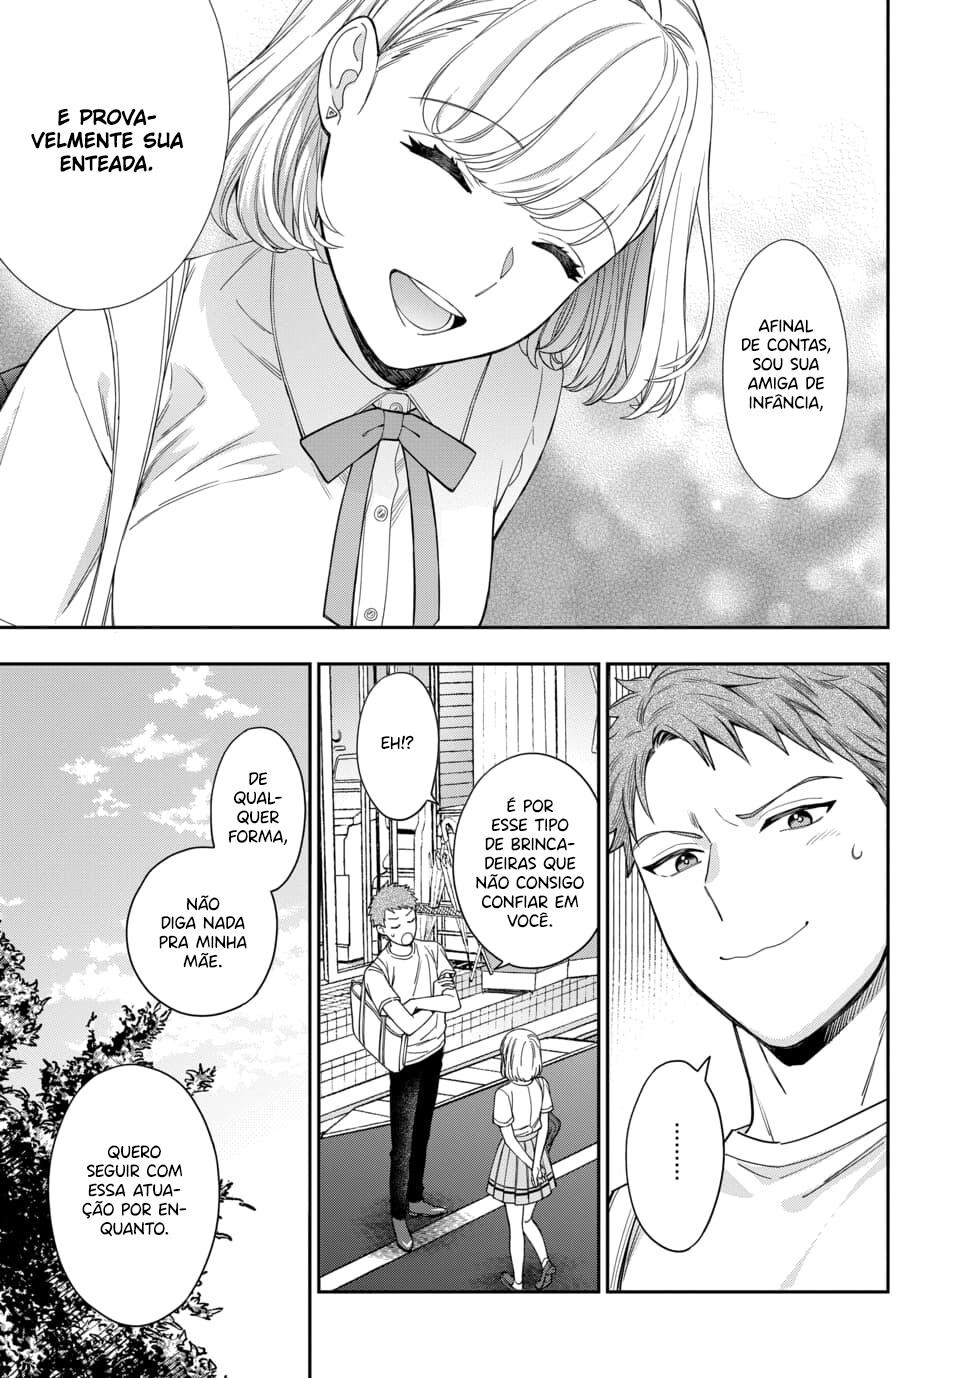 AFINAL
DE CONTAS,
SOU SUA
AMIGA DE
INFÂNCIA,
E PROVA-
VELMENTE SUA
ENTEADA.
.........
É POR
ESSE TIPO
DE BRINCA-
DEIRAS QUE
NÃO CONSIGO
CONFIAR EM
VOCÊ.
EH!?
DE
QUAL-
QUER
FORMA,
NÃO
DIGA NADA
PRA MINHA
MÃE.
QUERO
SEGUIR COM
ESSA ATUA-
ÇÃO POR EN-
QUANTO.